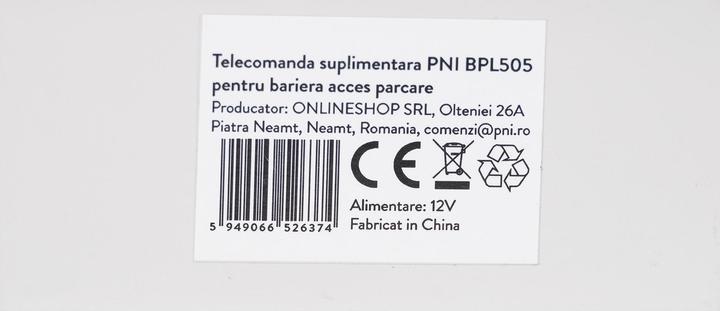 Telecomanda suplimentara PNI BPL505
pentru bariera acces parcare
Producator: ONLINESHOP SRL, Olteniei 26A
Piatra Neamt, Neamt, Romania, comenzi@pni.ro
CE
5 949066 526374
Alimentare: 12V
Fabricat in China